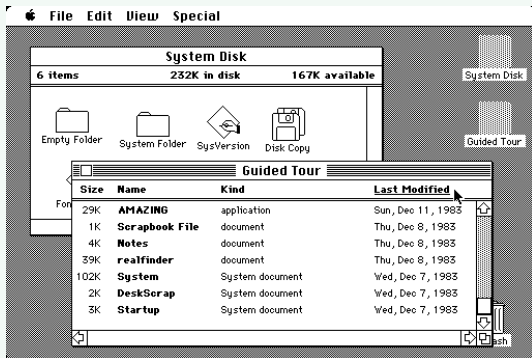 File Edit View Special
System Disk
6 items 232K in disk 167K available
Empty Folder System Folder SysVersion Disk Copy
System Disk
Guided Tour
Fon
Guided Tour
Size Name Kind Last Modified
29K AMAZING application Sun, Dec 11, 1983
1K Scrapbook File document Thu, Dec 8, 1983
4K Notes document Thu, Dec 8, 1983
39K realfinder document Thu, Dec 8, 1983
102K System System document Wed, Dec 7, 1983
2K DeskScrap System document Wed, Dec 7, 1983
3K Startup System document Wed, Dec 7, 1983
ash